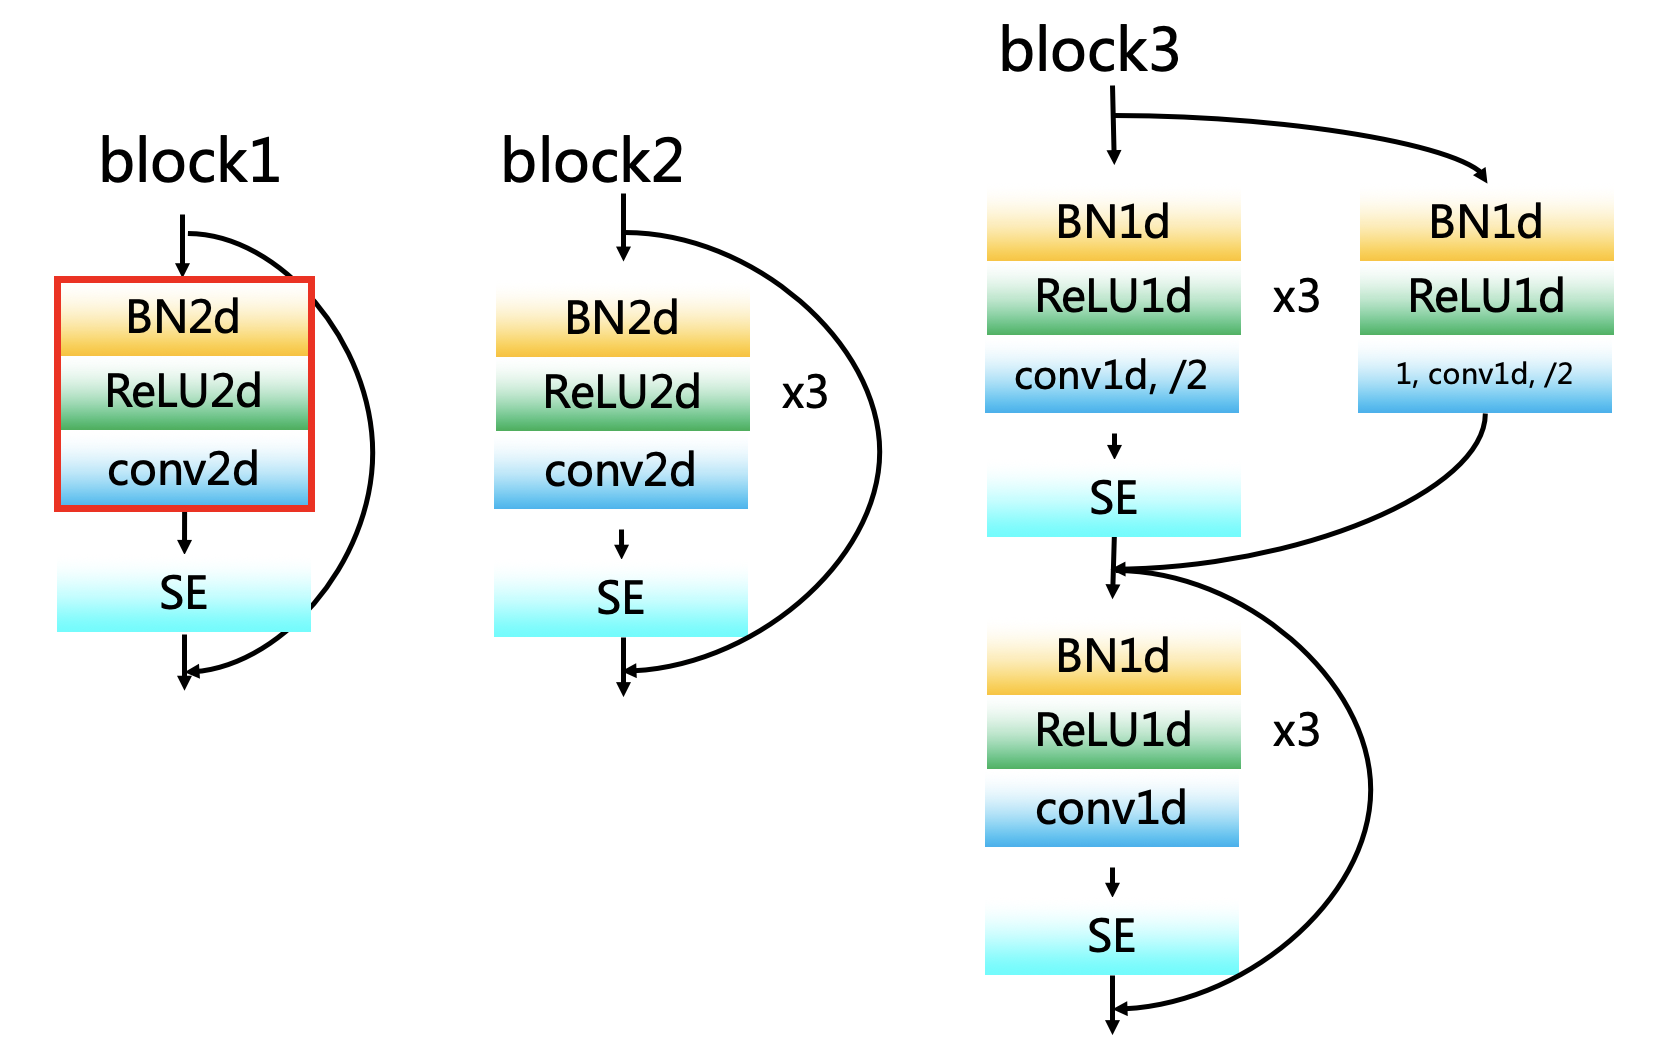 block1
BN2d
ReLU2d
conv2d
SE
block2
BN2d
ReLU2d
x3
conv2d
SE
block3
BN1d
ReLU1d
x3
conv1d, /2
SE
BN1d
ReLU1d
1, conv1d, /2
BN1d
ReLU1d
x3
conv1d
SE